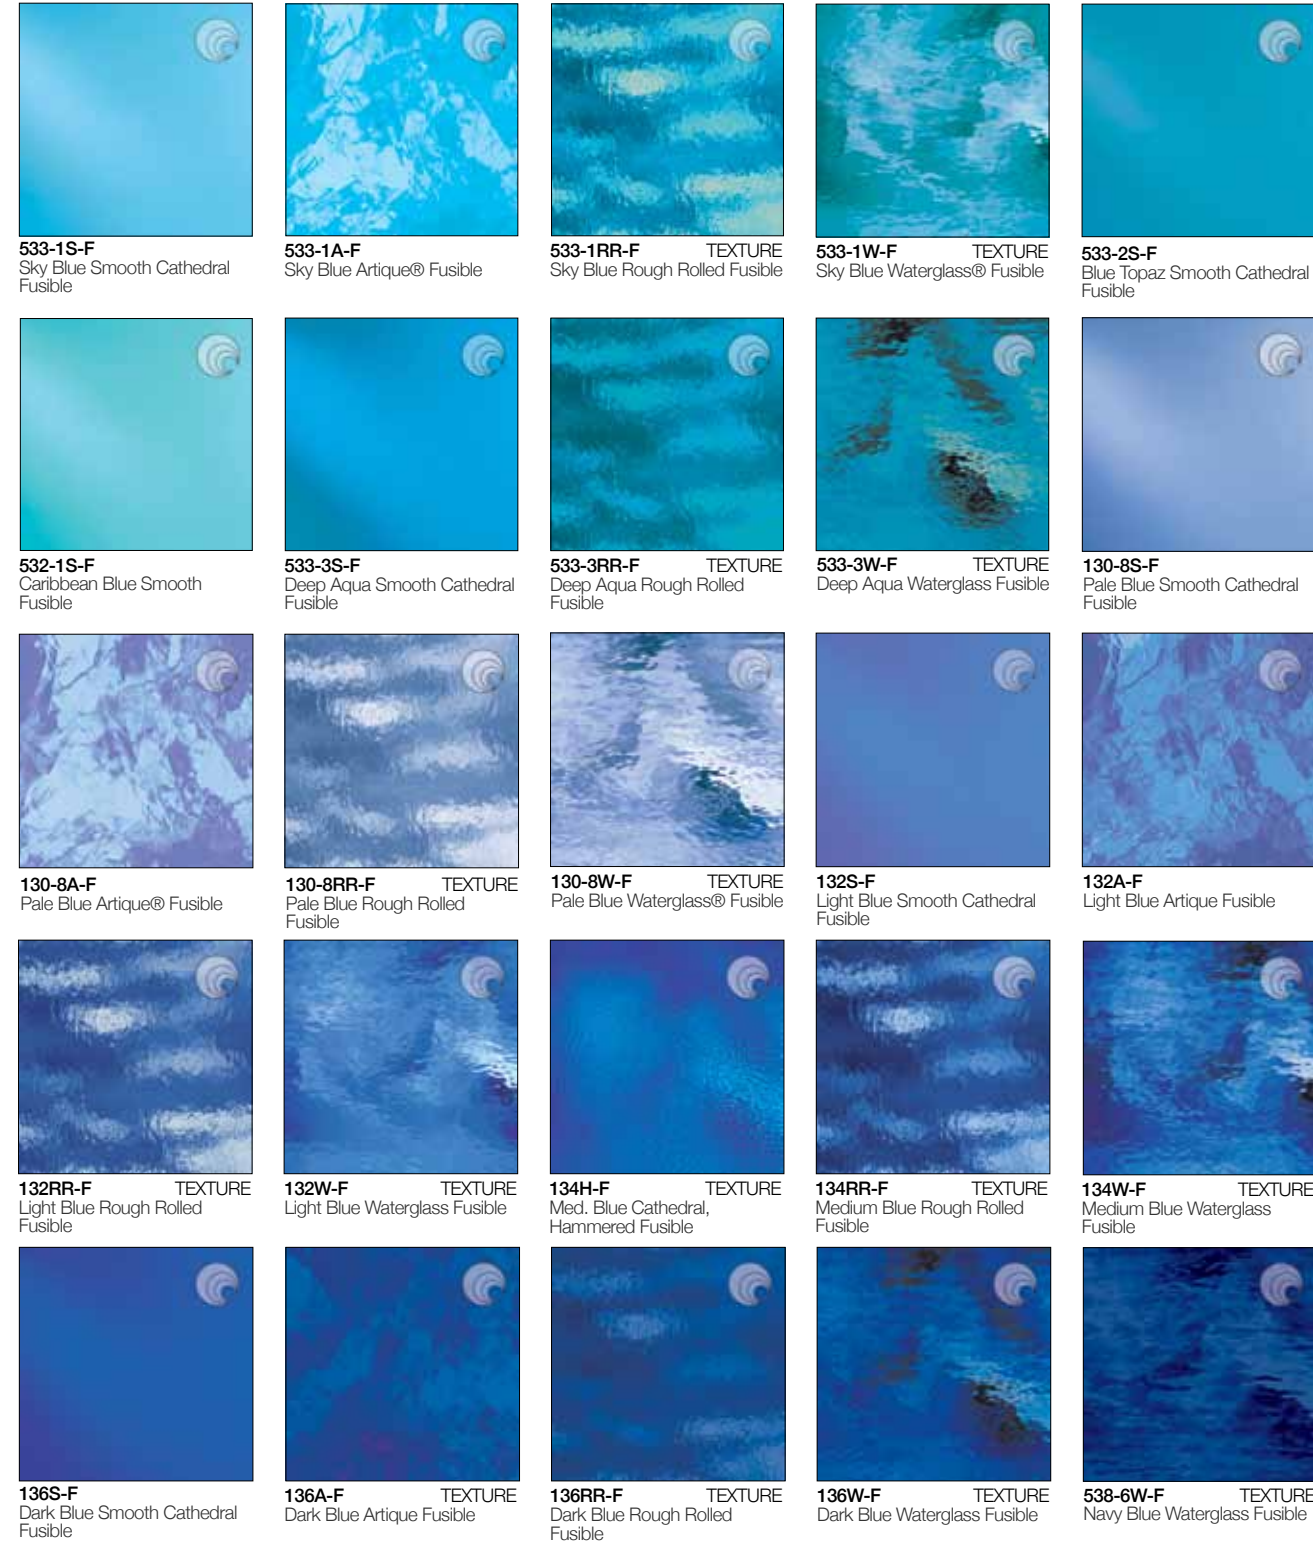 533-1S-F
Sky Blue Smooth Cathedral
Fusible
533-1A-F
Sky Blue Artique® Fusible
533-1RR-F TEXTURE
Sky Blue Rough Rolled Fusible
533-1W-F TEXTURE
Sky Blue Waterglass® Fusible
533-2S-F
Blue Topaz Smooth Cathedral
Fusible
532-1S-F
Caribbean Blue Smooth
Fusible
533-3S-F
Deep Aqua Smooth Cathedral
Fusible
533-3RR-F TEXTURE
Deep Aqua Rough Rolled
Fusible
533-3W-F TEXTURE
Deep Aqua Waterglass Fusible
130-8S-F
Pale Blue Smooth Cathedral
Fusible
130-8A-F
Pale Blue Artique® Fusible
130-8RR-F TEXTURE
Pale Blue Rough Rolled
Fusible
130-8W-F TEXTURE
Pale Blue Waterglass® Fusible
132S-F
Light Blue Smooth Cathedral
Fusible
132A-F
Light Blue Artique Fusible
132RR-F TEXTURE
Light Blue Rough Rolled
Fusible
132W-F TEXTURE
Light Blue Waterglass Fusible
134H-F TEXTURE
Med. Blue Cathedral,
Hammered Fusible
134RR-F TEXTURE
Medium Blue Rough Rolled
Fusible
134W-F TEXTURE
Medium Blue Waterglass
Fusible
136S-F
Dark Blue Smooth Cathedral
Fusible
136A-F TEXTURE
Dark Blue Artique Fusible
136RR-F TEXTURE
Dark Blue Rough Rolled
Fusible
136W-F TEXTURE
Dark Blue Waterglass Fusible
538-6W-F TEXTURE
Navy Blue Waterglass Fusible